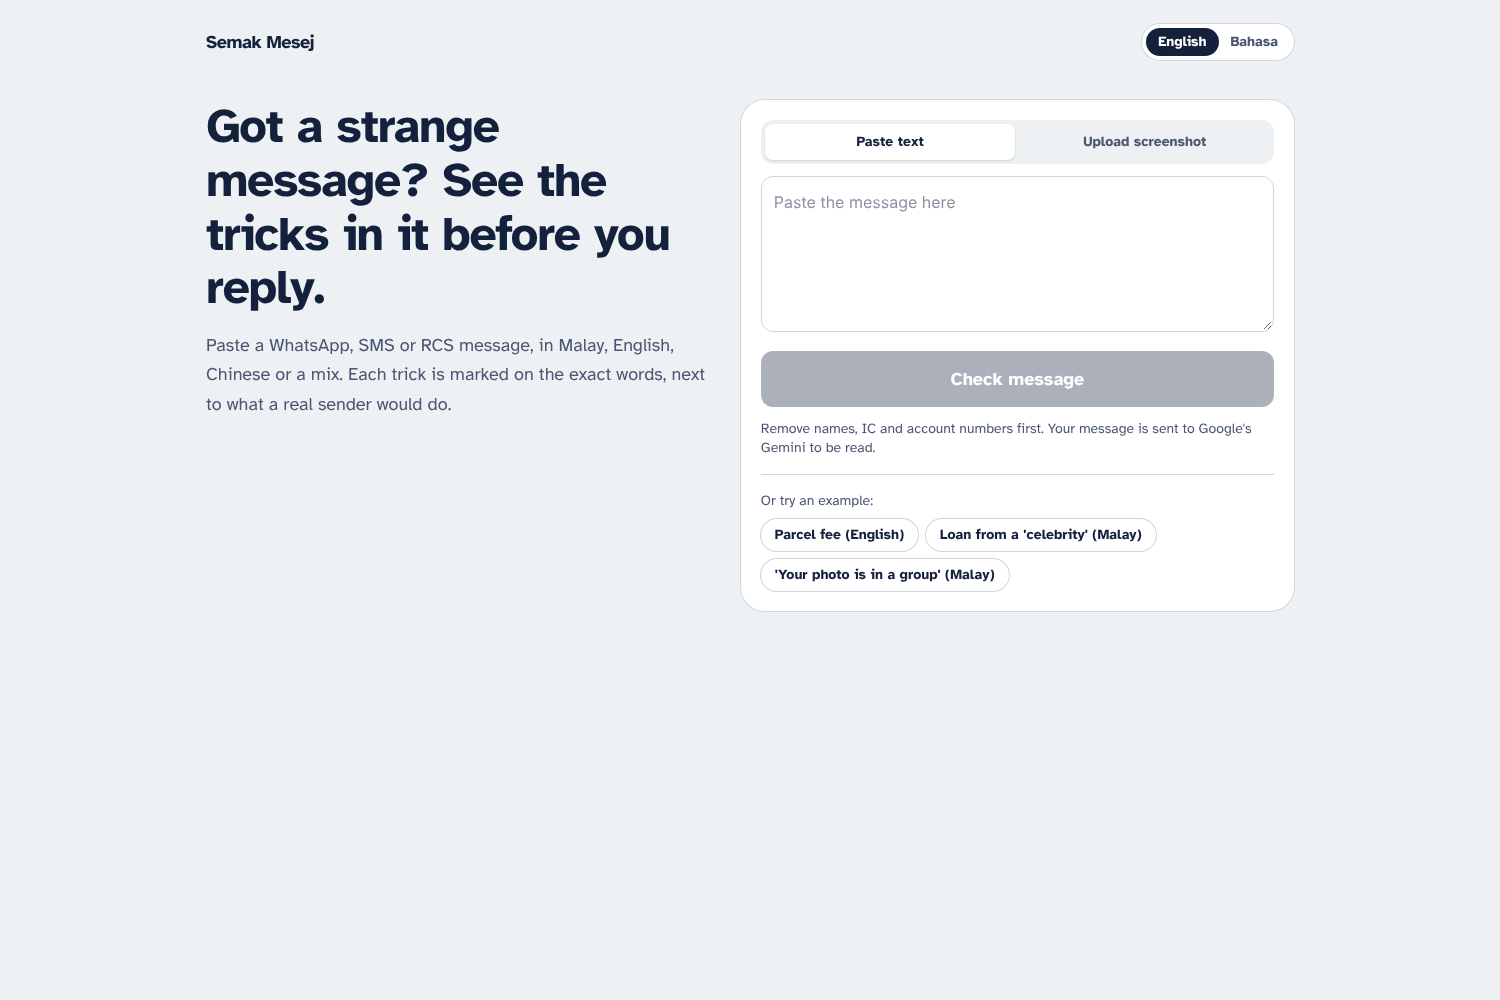 Semak Mesej
English
Bahasa
Got a strange
message? See the
tricks in it before you
reply.
Paste a WhatsApp, SMS or RCS message, in Malay, English,
Chinese or a mix. Each trick is marked on the exact words, next
to what a real sender would do.
Paste text
Upload screenshot
Paste the message here
Check message
Remove names, IC and account numbers first. Your message is sent to Google's
Gemini to be read.
Or try an example:
Parcel fee (English)
Loan from a 'celebrity' (Malay)
'Your photo is in a group' (Malay)